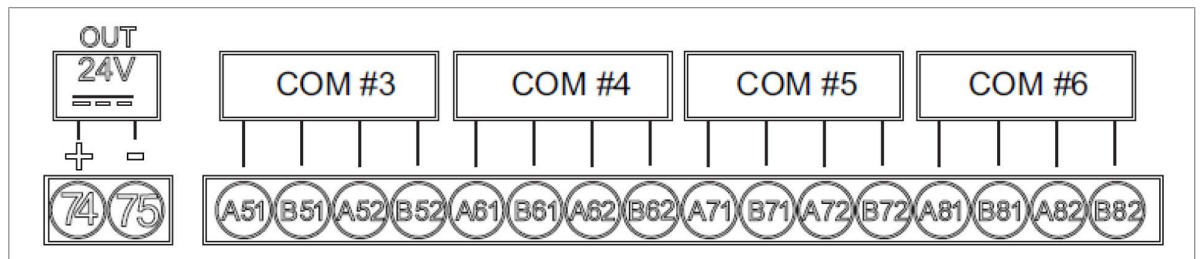 OUT
24V
COM #3 COM #4 COM #5 COM #6
+ -
74 75 A51 B51 A52 B52 A61 B61 A62 B62 A71 B71 A72 B72 A81 B81 A82 B82